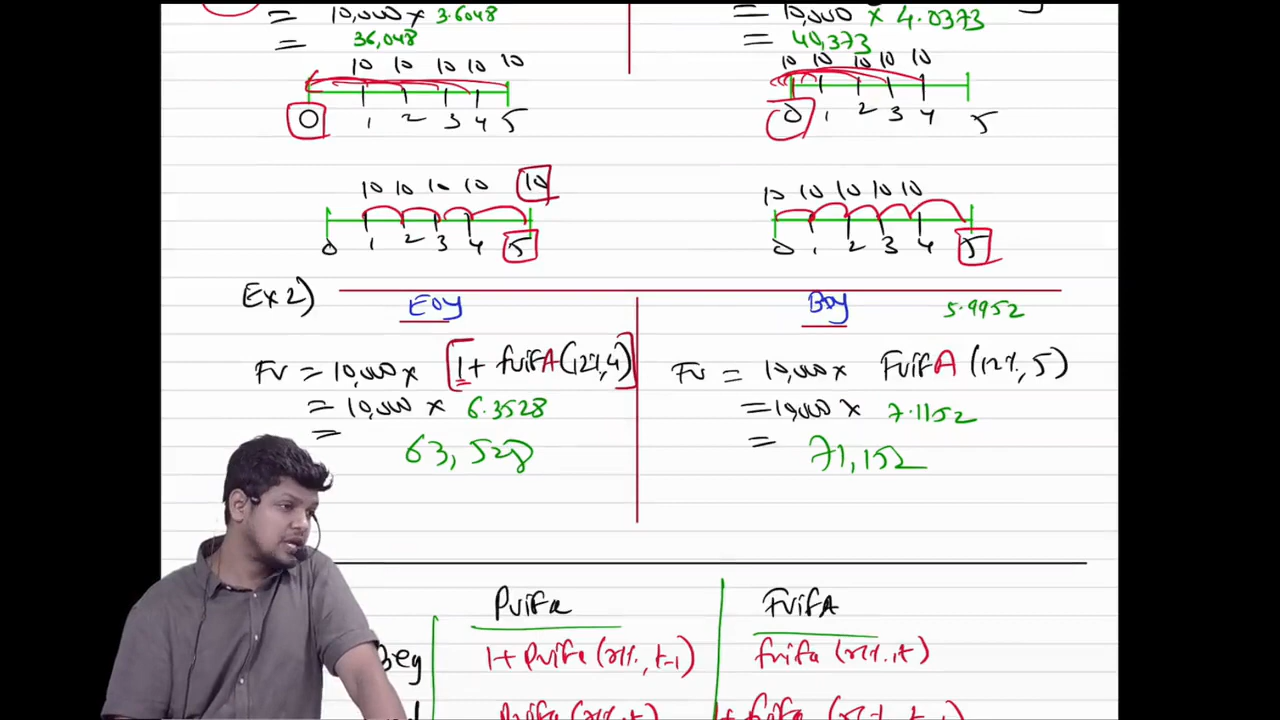 = 10,000 x 3.6048
= 36,048
10 10 10 10 10
0 1 2 3 4 5
10 10 10 10 10
0 1 2 3 4 5
= 10,000 x 4.0373
= 40,373
10 10 10 10 10
0 1 2 3 4 5
10 10 10 10 10
0 1 2 3 4 5
Ex 2)
EOY
FV = 10,000 x [1 + fvifA(12%,4)]
= 10,000 x 6.3528
= 63,528
BOY
5.9952
FV = 10,000 x FvifA (12%, 5)
= 10,000 x 7.1152
= 71,152
Pvifa
FvifA
Beg
1 + Pvifa (r%, t-1)
fvifa (r%, t)
Pvifa (r%, t)